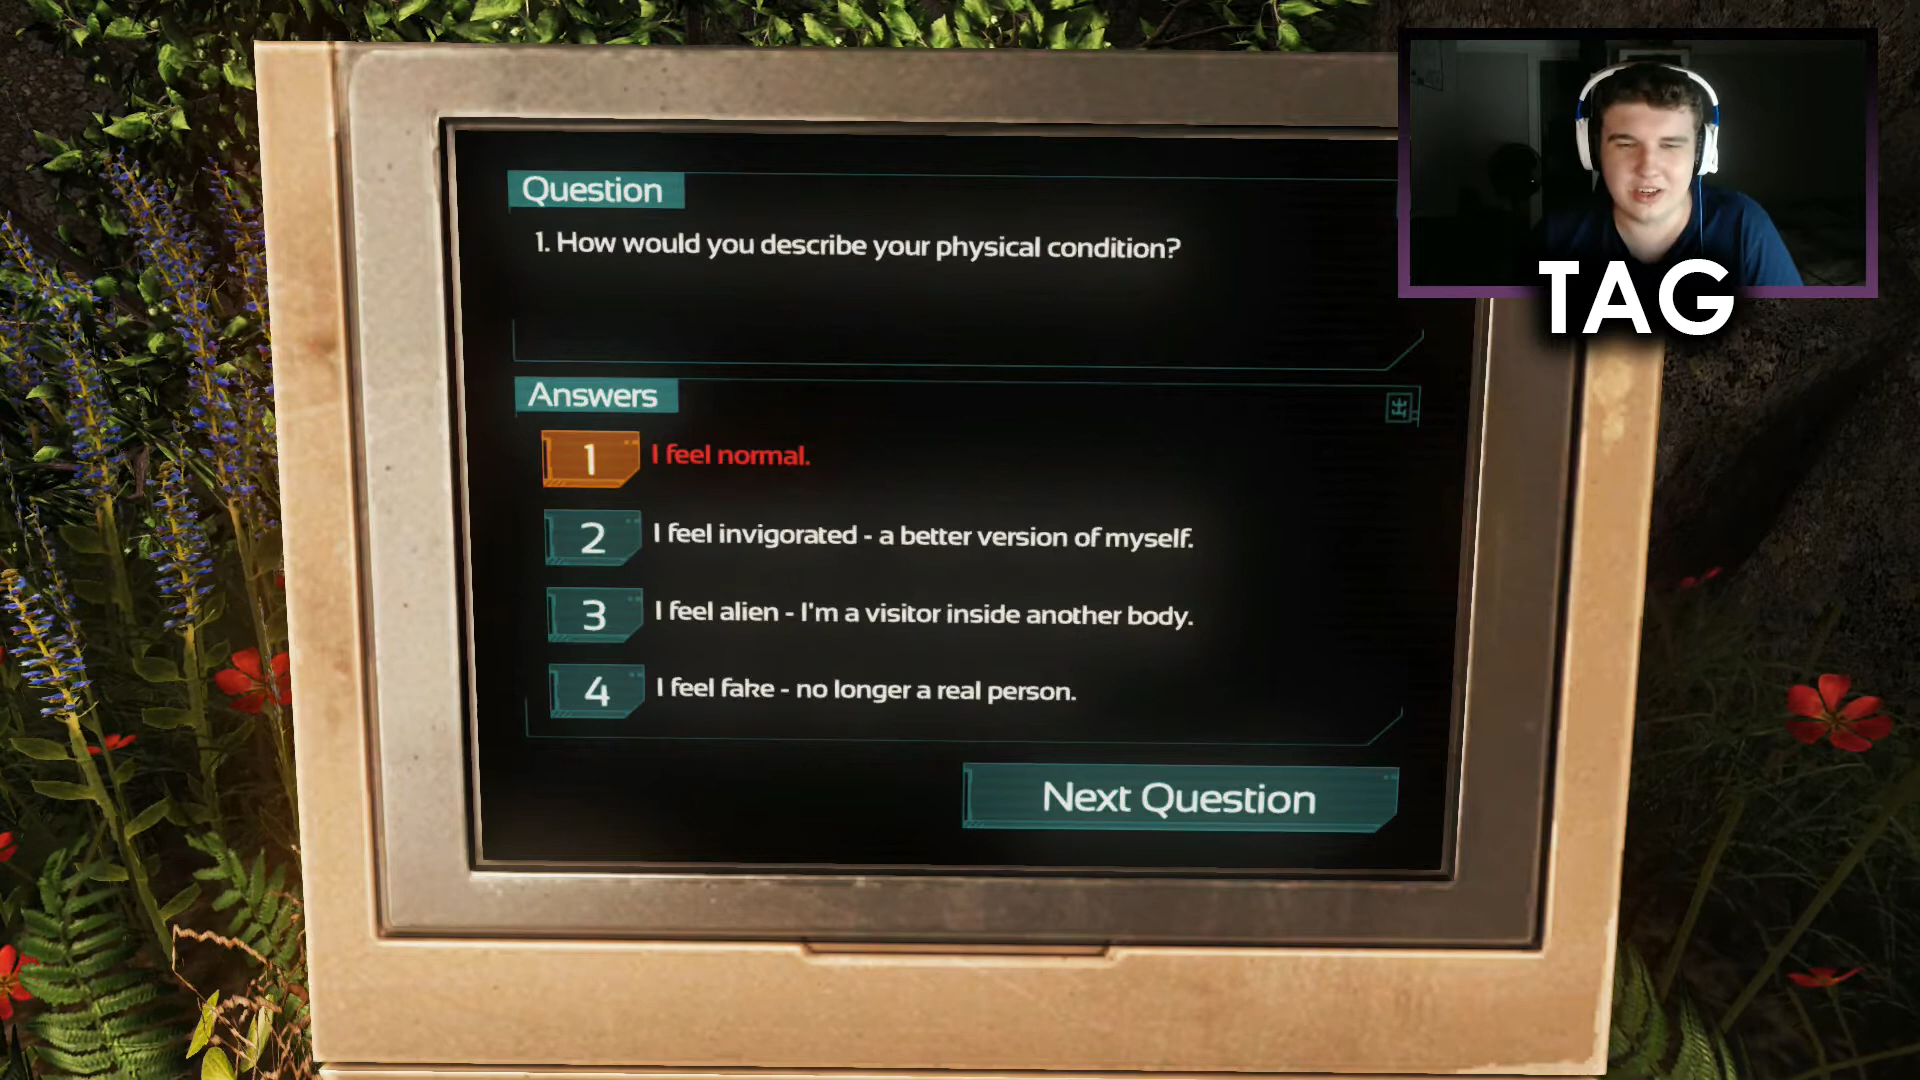 Question
1. How would you describe your physical condition?
Answers
1 I feel normal.
2 I feel invigorated - a better version of myself.
3 I feel alien - I'm a visitor inside another body.
4 I feel fake - no longer a real person.
Next Question
TAG